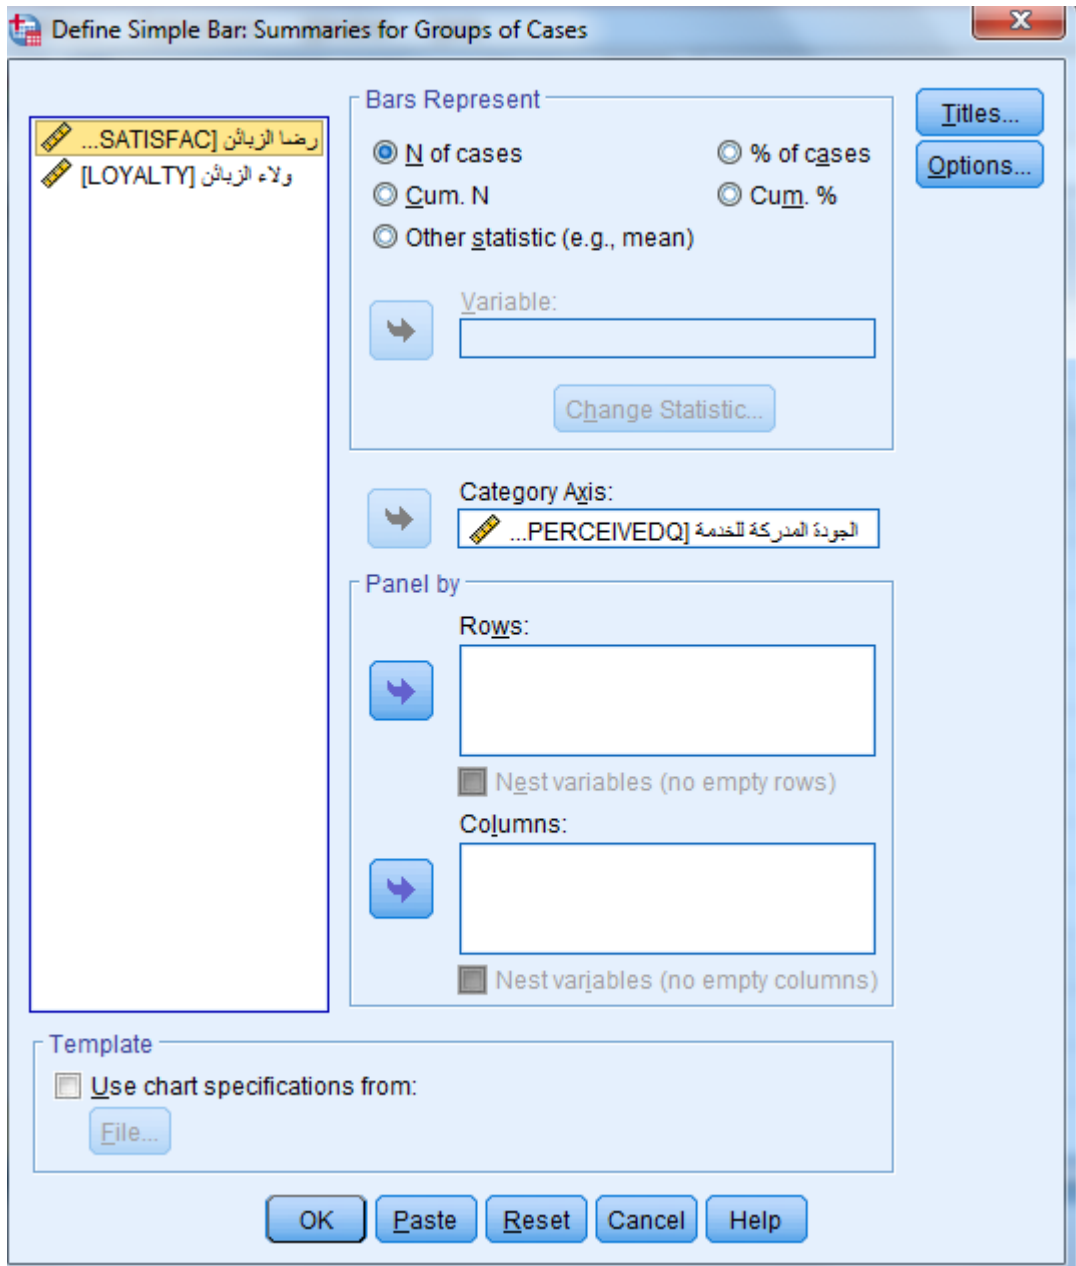 Define Simple Bar: Summaries for Groups of Cases
رضا الزبائن [SATISFAC...
ولاء الزبائن [LOYALTY]
Bars Represent
N of cases
% of cases
Cum. N
Cum. %
Other statistic (e.g., mean)
Variable:
Change Statistic...
Titles...
Options...
Category Axis:
الجودة المدركة للخدمة [PERCEIVEDQ...
Panel by
Rows:
Nest variables (no empty rows)
Columns:
Nest variables (no empty columns)
Template
Use chart specifications from:
File...
OK
Paste
Reset
Cancel
Help